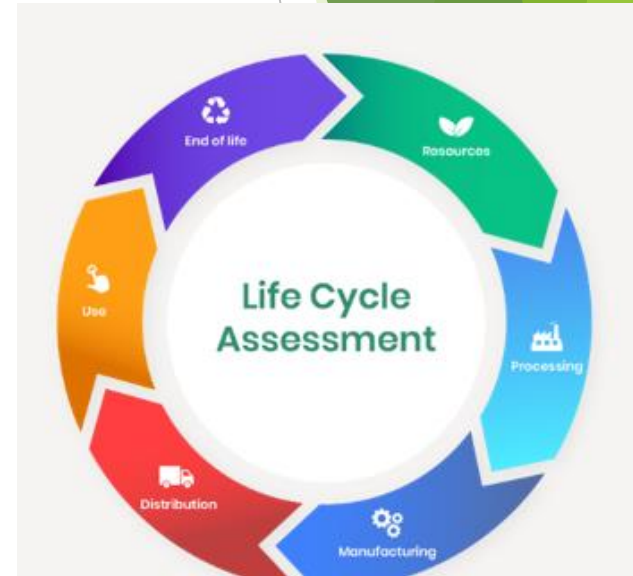 Life Cycle
Assessment
Resources
Processing
Manufacturing
Distribution
Use
End of life